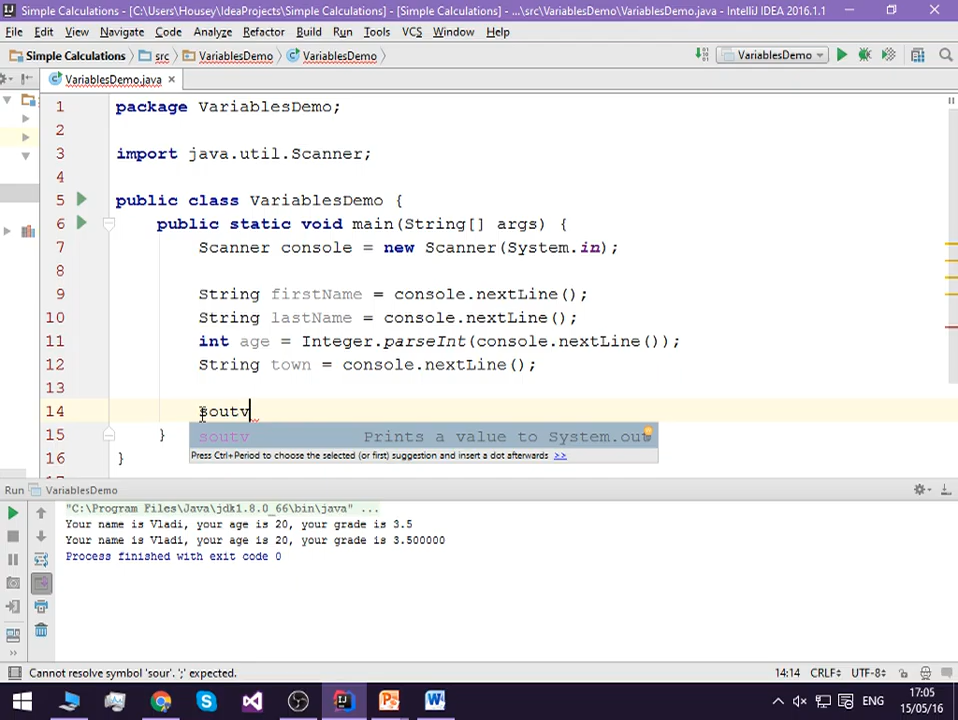 Simple Calculations - [C:\Users\Housey\IdeaProjects\Simple Calculations] - [Simple Calculations] - ...\src\VariablesDemo\VariablesDemo.java - IntelliJ IDEA 2016.1.1
File Edit View Navigate Code Analyze Refactor Build Run Tools VCS Window Help
Simple Calculations src VariablesDemo VariablesDemo VariablesDemo
VariablesDemo.java
1 package VariablesDemo;
2
3 import java.util.Scanner;
4
5 public class VariablesDemo {
6 public static void main(String[] args) {
7 Scanner console = new Scanner(System.in);
8
9 String firstName = console.nextLine();
10 String lastName = console.nextLine();
11 int age = Integer.parseInt(console.nextLine());
12 String town = console.nextLine();
13
14 soutv
soutv Prints a value to System.out
15 }
Press Ctrl+Period to choose the selected (or first) suggestion and insert a dot afterwards >>
16 }
Run VariablesDemo
"C:\Program Files\Java\jdk1.8.0_66\bin\java" ...
Your name is Vladi, your age is 20, your grade is 3.5
Your name is Vladi, your age is 20, your grade is 3.500000
Process finished with exit code 0
Cannot resolve symbol 'sour'. ';' expected. 14:14 CRLF UTF-8
ENG 17:05
15/05/16